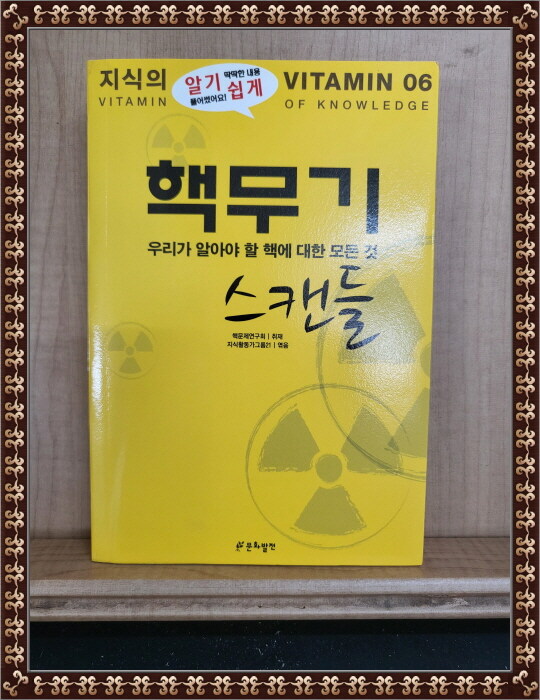 지식의 VITAMIN 06
VITAMIN OF KNOWLEDGE
딱딱한 내용
알기 쉽게
풀어썼어요!
핵무기
우리가 알아야 할 핵에 대한 모든 것
스캔들
핵문제연구회 | 취재
지식활동가그룹21 | 엮음
문화발전